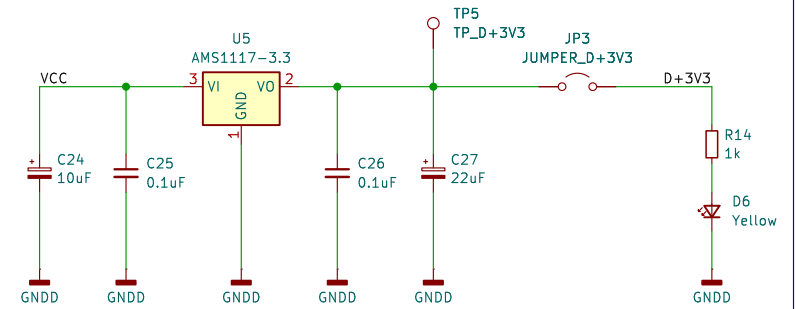 TP5
TP_D+3V3
U5
AMS1117-3.3
JP3
JUMPER_D+3V3
VCC
3
VI
VO
2
D+3V3
GND
1
R14
1k
C24
10uF
C25
0.1uF
C26
0.1uF
C27
22uF
D6
Yellow
GNDD
GNDD
GNDD
GNDD
GNDD
GNDD